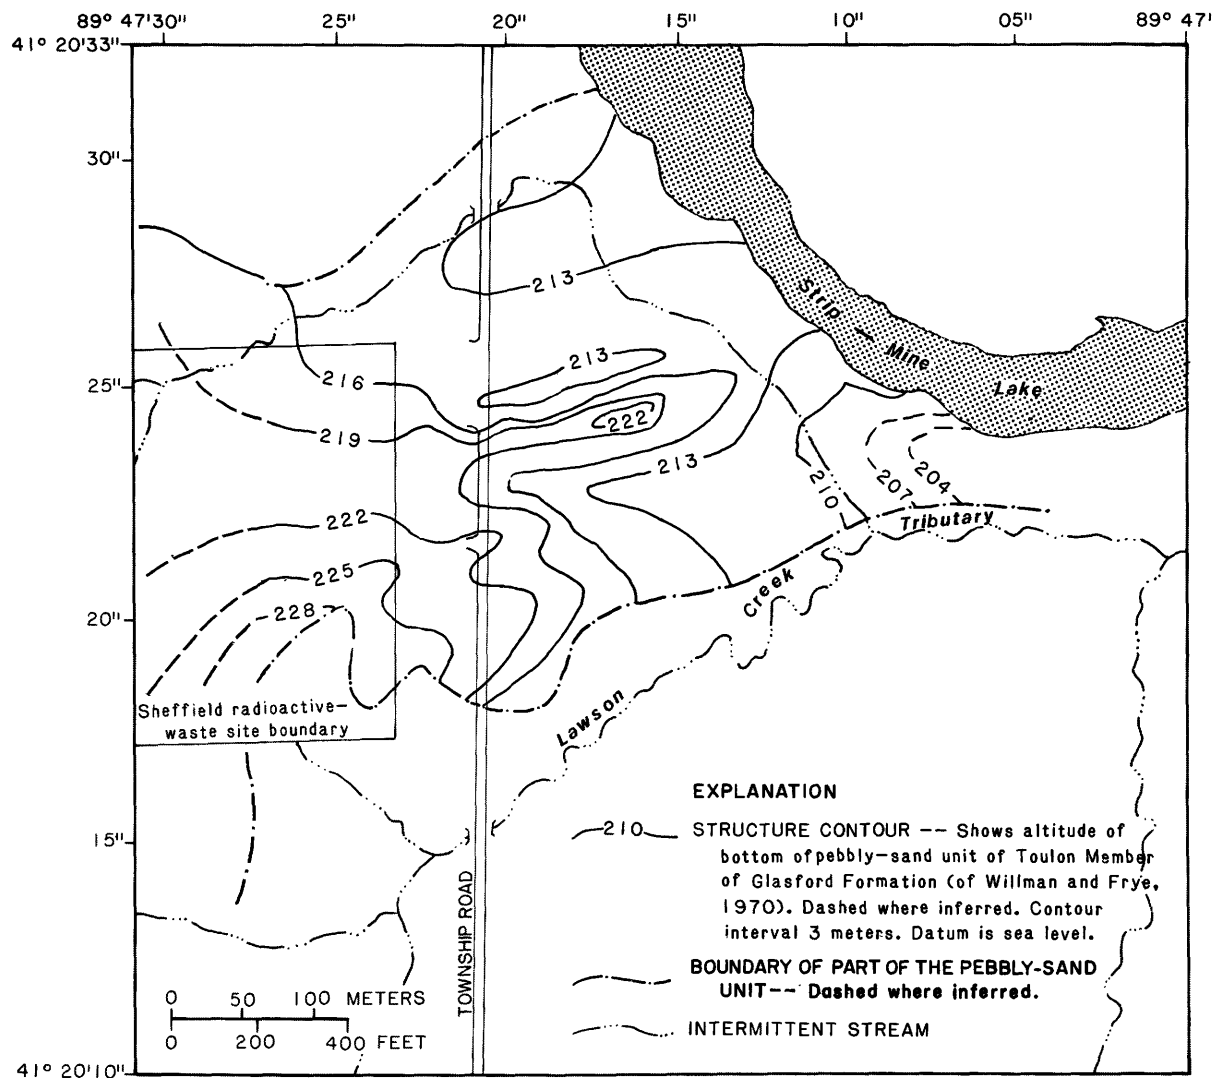 89° 47'30" 25" 20" 15" 10" 05" 89° 47'
41° 20'33"
30"
25"
20"
15"
41° 20'10"
213
213
216
219
222
213
222
225
228
210
207
204
Strip — Mine
Lake
Tributary
Creek
Lawson
Sheffield radioactive—
waste site boundary
TOWNSHIP ROAD
EXPLANATION
210 STRUCTURE CONTOUR -- Shows altitude of
bottom of pebbly-sand unit of Toulon Member
of Glasford Formation (of Willman and Frye,
1970). Dashed where inferred. Contour
interval 3 meters. Datum is sea level.
BOUNDARY OF PART OF THE PEBBLY-SAND
UNIT-- Dashed where inferred.
INTERMITTENT STREAM
0 50 100 METERS
0 200 400 FEET